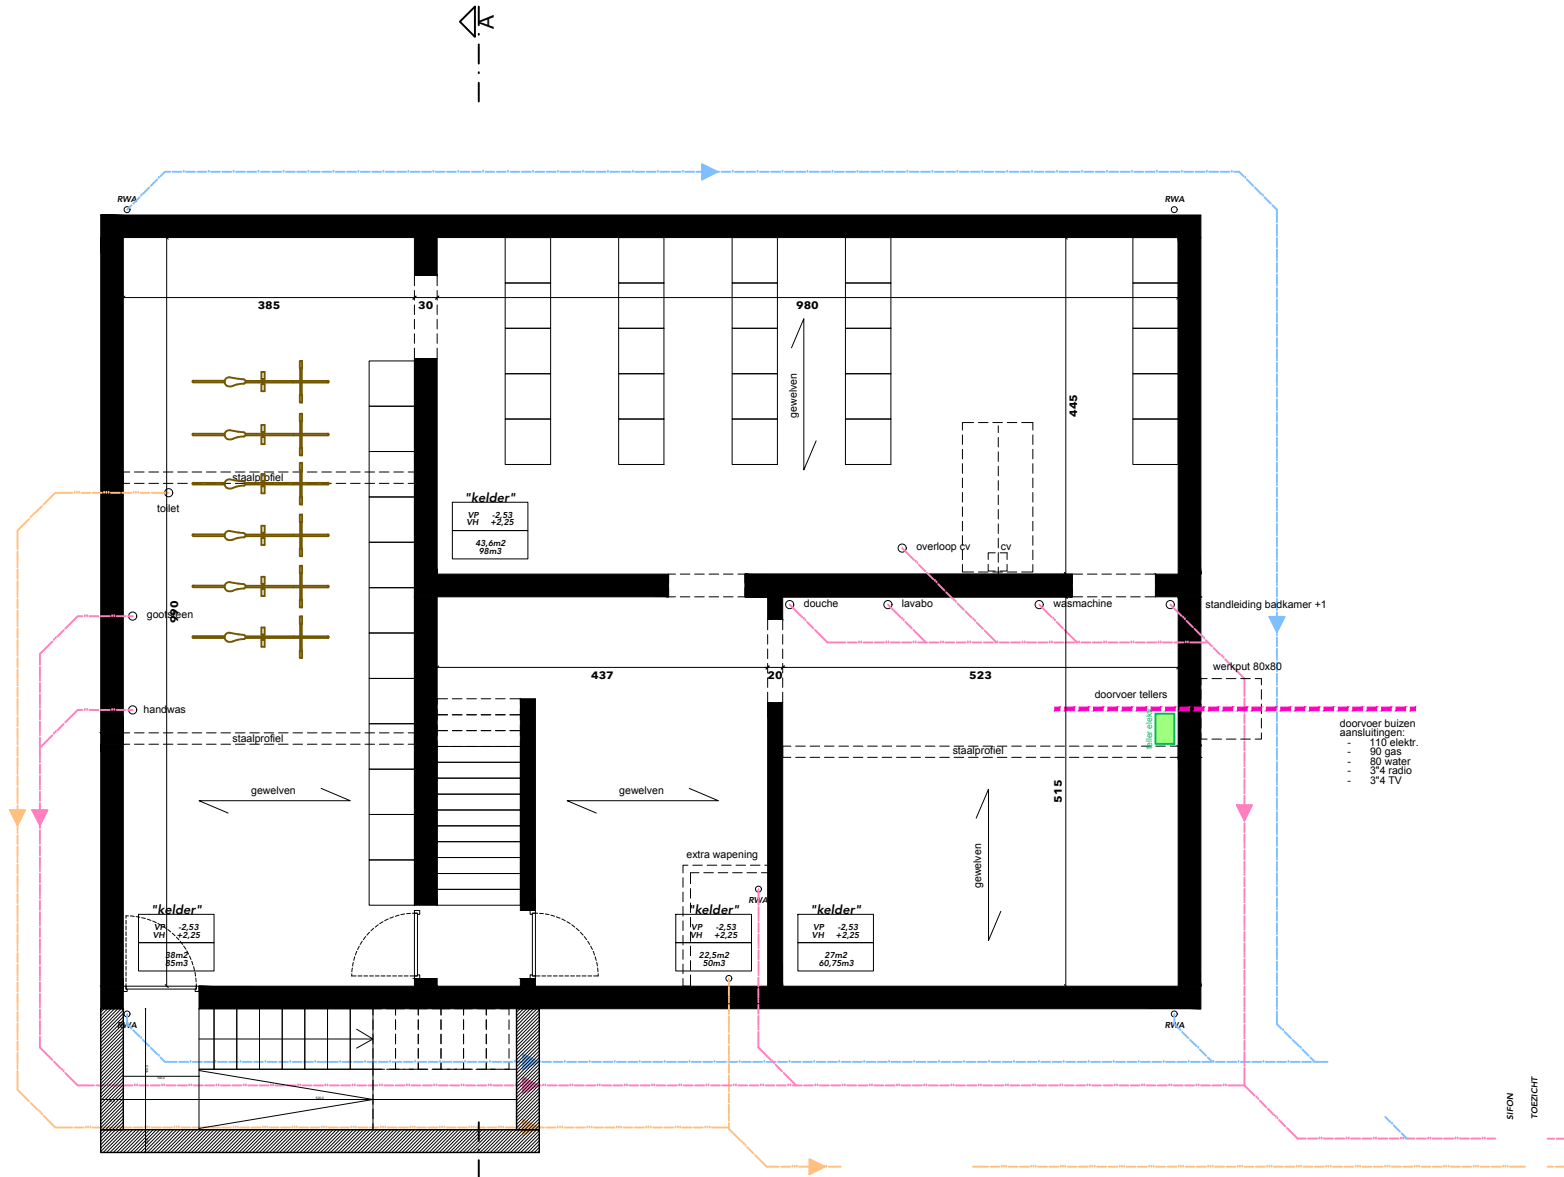 A
RWA
RWA
385
30
980
gewelven
445
staalprofiel
toilet
"kelder"
VP -2,53
VH +2,25
43,6m2
98m3
overloop cv
cv
gootsteen
990
douche
lavabo
wasmachine
standleiding badkamer +1
437
20
523
werkput 80x80
doorvoer tellers
handwas
teller elektr
doorvoer buizen
aansluitingen:
- 110 elektr.
- 90 gas
- 80 water
- 3"4 radio
- 3"4 TV
staalprofiel
staalprofiel
gewelven
gewelven
515
extra wapening
gewelven
RWA
"kelder"
VP -2,53
VH +2,25
38m2
85m3
"kelder"
VP -2,53
VH +2,25
22,5m2
50m3
"kelder"
VP -2,53
VH +2,25
27m2
60,75m3
RWA
RWA
SIFON
TOEZICHT